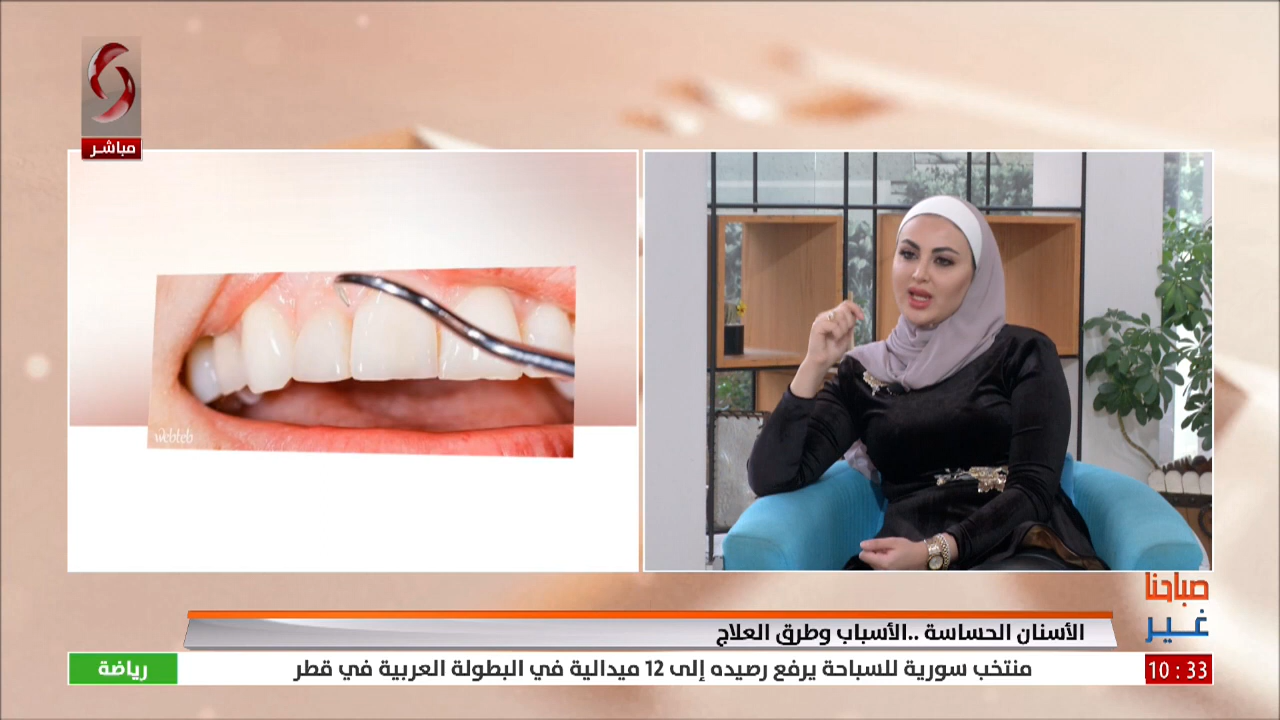 مباشر
webteb
صباحنا
غير
الأسنان الحساسة ..الأسباب وطرق العلاج
10 : 33
منتخب سورية للسباحة يرفع رصيده إلى 12 ميدالية في البطولة العربية في قطر
رياضة